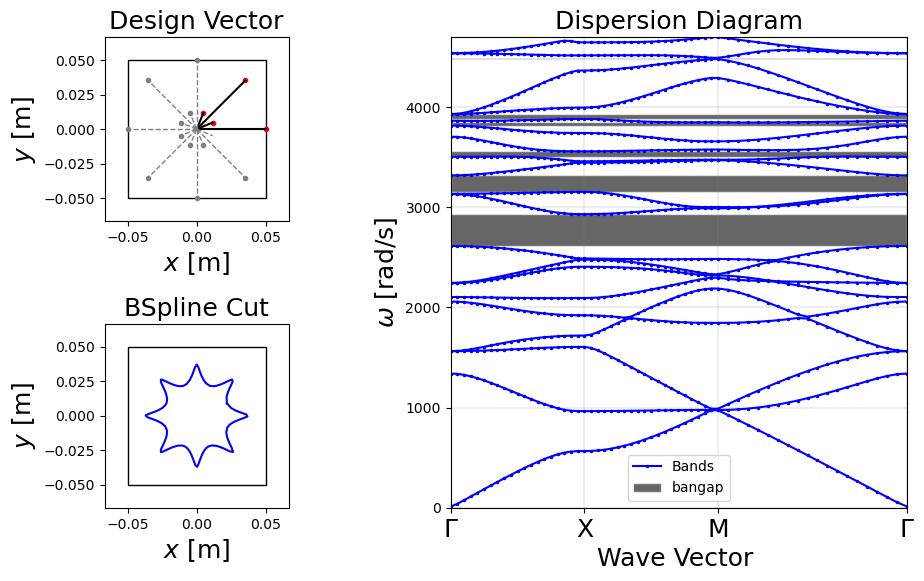 Design Vector
0.050
0.025
0.000
−0.025
−0.050
y [m]
−0.05 0.00 0.05
x [m]
BSpline Cut
0.050
0.025
0.000
−0.025
−0.050
y [m]
−0.05 0.00 0.05
x [m]
Dispersion Diagram
4000
3000
2000
1000
0
ω [rad/s]
Bands
bangap
Γ X M Γ
Wave Vector